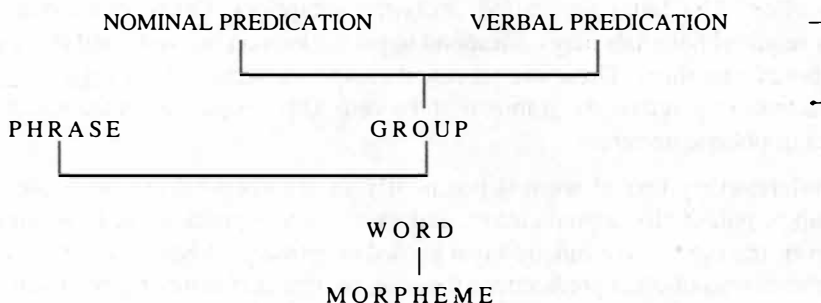 NOMINAL PREDICATION VERBAL PREDICATION
PHRASE GROUP
WORD
MORPHEME